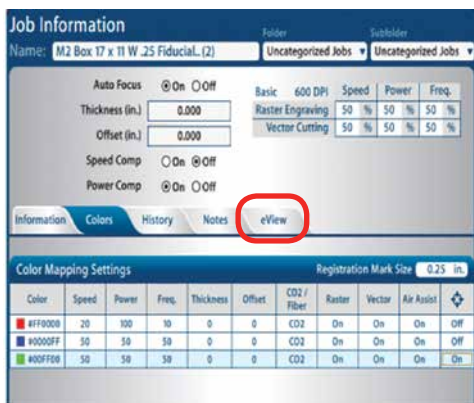 Job Information
Folder Subfolder
Name: M2 Box 17 x 11 W .25 Fiducial.. (2) Uncategorized Jobs Uncategorized Jobs
Auto Focus On Off
Thickness (in.) 0.000
Offset (in.) 0.000
Speed Comp On Off
Power Comp On Off
Basic 600 DPI Speed Power Freq.
Raster Engraving 50 % 50 % 50 %
Vector Cutting 50 % 50 % 50 %
Information Colors History Notes eView
Color Mapping Settings Registration Mark Size 0.25 in.
Color Speed Power Freq. Thickness Offset CO2 / Fiber Raster Vector Air Assist
#FF0000 20 100 10 0 0 CO2 On On On Off
#0000FF 50 50 50 0 0 CO2 On On On Off
#00FF00 50 50 50 0 0 CO2 On On On On